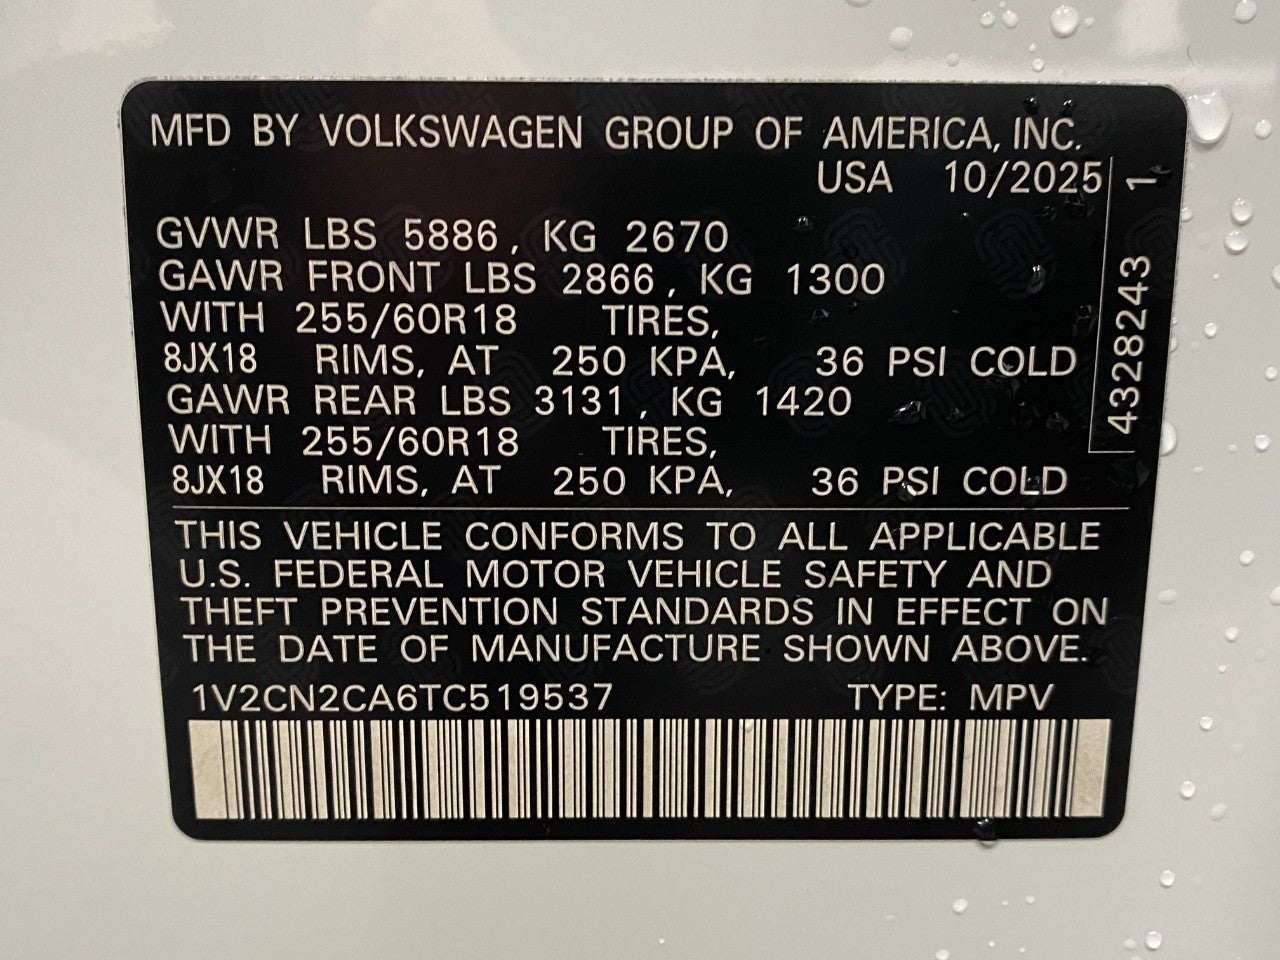 MFD BY VOLKSWAGEN GROUP OF AMERICA, INC.
USA 10/2025
GVWR LBS 5886, KG 2670
GAWR FRONT LBS 2866, KG 1300
WITH 255/60R18 TIRES,
8JX18 RIMS, AT 250 KPA, 36 PSI COLD
GAWR REAR LBS 3131, KG 1420
WITH 255/60R18 TIRES,
8JX18 RIMS, AT 250 KPA, 36 PSI COLD
4328243 1
THIS VEHICLE CONFORMS TO ALL APPLICABLE
U.S. FEDERAL MOTOR VEHICLE SAFETY AND
THEFT PREVENTION STANDARDS IN EFFECT ON
THE DATE OF MANUFACTURE SHOWN ABOVE.
1V2CN2CA6TC519537 TYPE: MPV